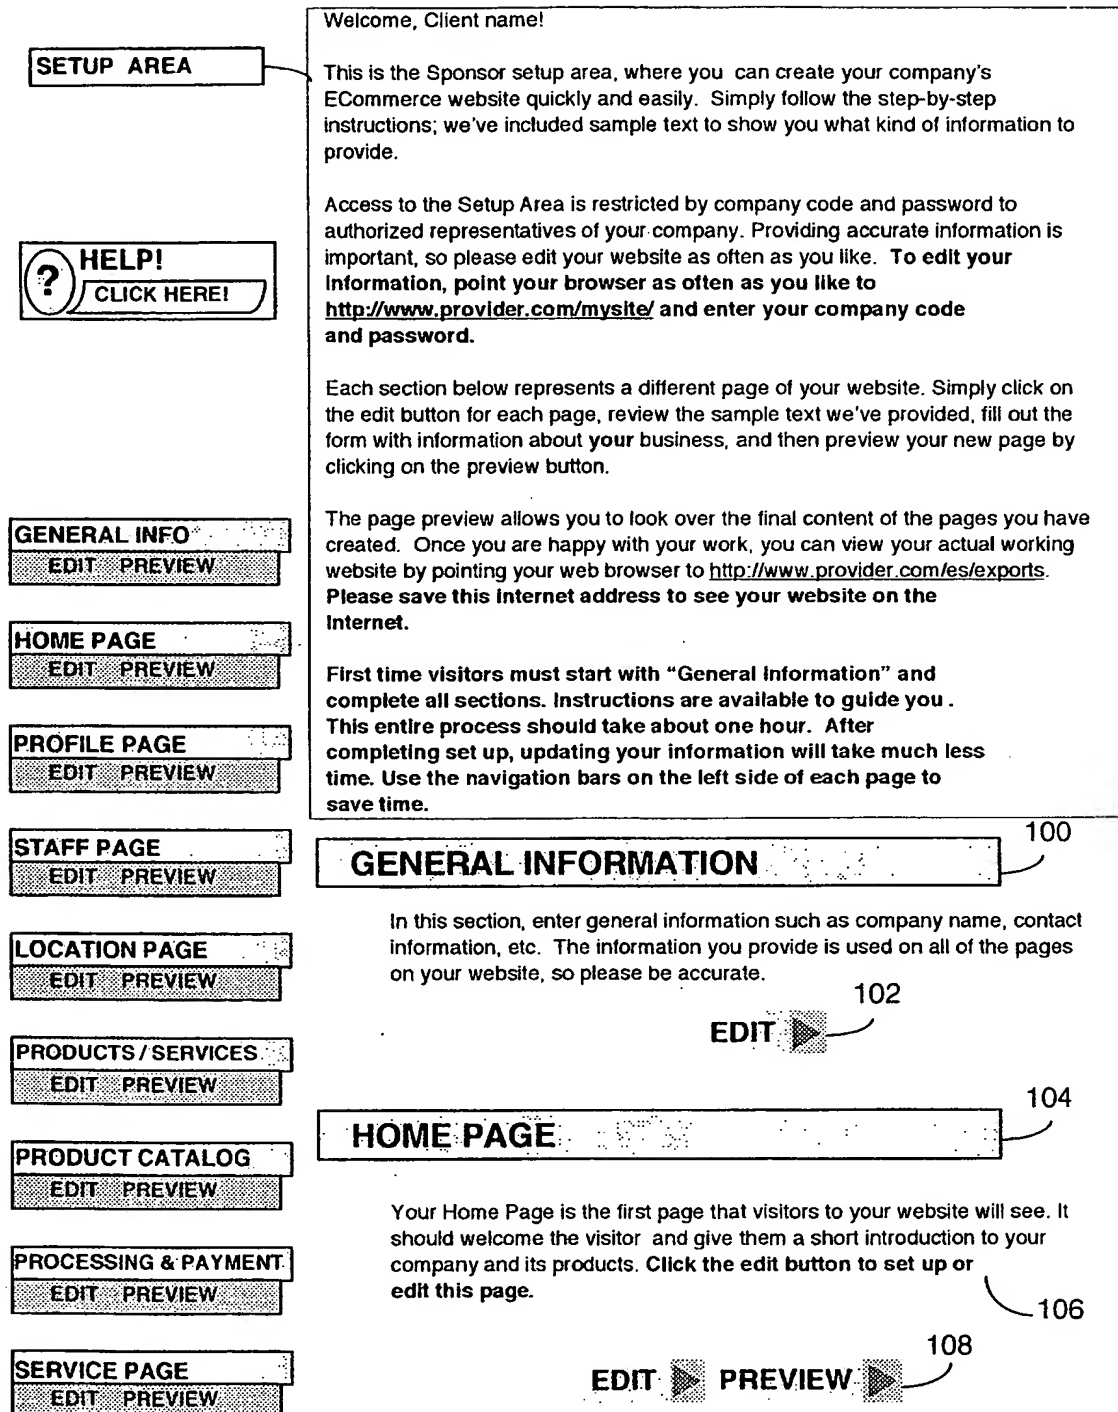 Welcome, Client name!
SETUP AREA
This is the Sponsor setup area, where you can create your company's
ECommerce website quickly and easily. Simply follow the step-by-step
instructions; we've included sample text to show you what kind of information to
provide.
Access to the Setup Area is restricted by company code and password to
authorized representatives of your company. Providing accurate information is
important, so please edit your website as often as you like. To edit your
information, point your browser as often as you like to
http://www.provider.com/mysite/ and enter your company code
and password.
HELP!
?
CLICK HERE!
Each section below represents a different page of your website. Simply click on
the edit button for each page, review the sample text we've provided, fill out the
form with information about your business, and then preview your new page by
clicking on the preview button.
The page preview allows you to look over the final content of the pages you have
created. Once you are happy with your work, you can view your actual working
website by pointing your web browser to http://www.provider.com/es/exports.
Please save this Internet address to see your website on the
Internet.
First time visitors must start with "General Information" and
complete all sections. Instructions are available to guide you .
This entire process should take about one hour. After
completing set up, updating your information will take much less
time. Use the navigation bars on the left side of each page to
save time.
GENERAL INFO
EDIT PREVIEW
HOME PAGE
EDIT PREVIEW
PROFILE PAGE
EDIT PREVIEW
STAFF PAGE
EDIT PREVIEW
LOCATION PAGE
EDIT PREVIEW
PRODUCTS / SERVICES
EDIT PREVIEW
PRODUCT CATALOG
EDIT PREVIEW
PROCESSING & PAYMENT
EDIT PREVIEW
SERVICE PAGE
EDIT PREVIEW
100
GENERAL INFORMATION
In this section, enter general information such as company name, contact
information, etc. The information you provide is used on all of the pages
on your website, so please be accurate.
102
EDIT
104
HOME PAGE
Your Home Page is the first page that visitors to your website will see. It
should welcome the visitor and give them a short introduction to your
company and its products. Click the edit button to set up or
edit this page.
106
108
EDIT PREVIEW